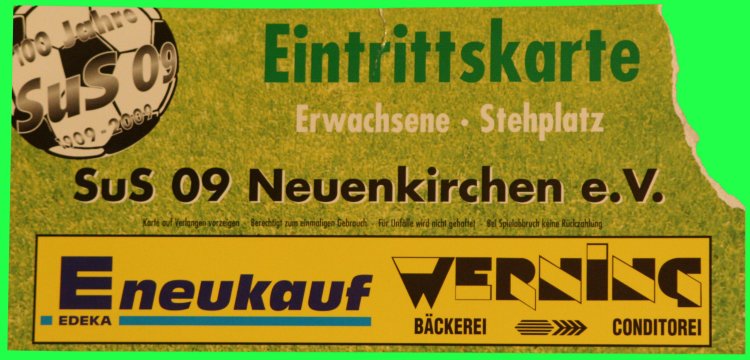 100 Jahre
SuS 09
1909-2009
Eintrittskarte
Erwachsene · Stehplatz
SuS 09 Neuenkirchen e.V.
Karte auf Verlangen vorzeigen · Berechtigt zum einmaligen Gebrauch · Für Unfälle wird nicht gehaftet · Bei Spielabbruch keine Rückzahlung
E neukauf
EDEKA
WERNING
BÄCKEREI CONDITOREI